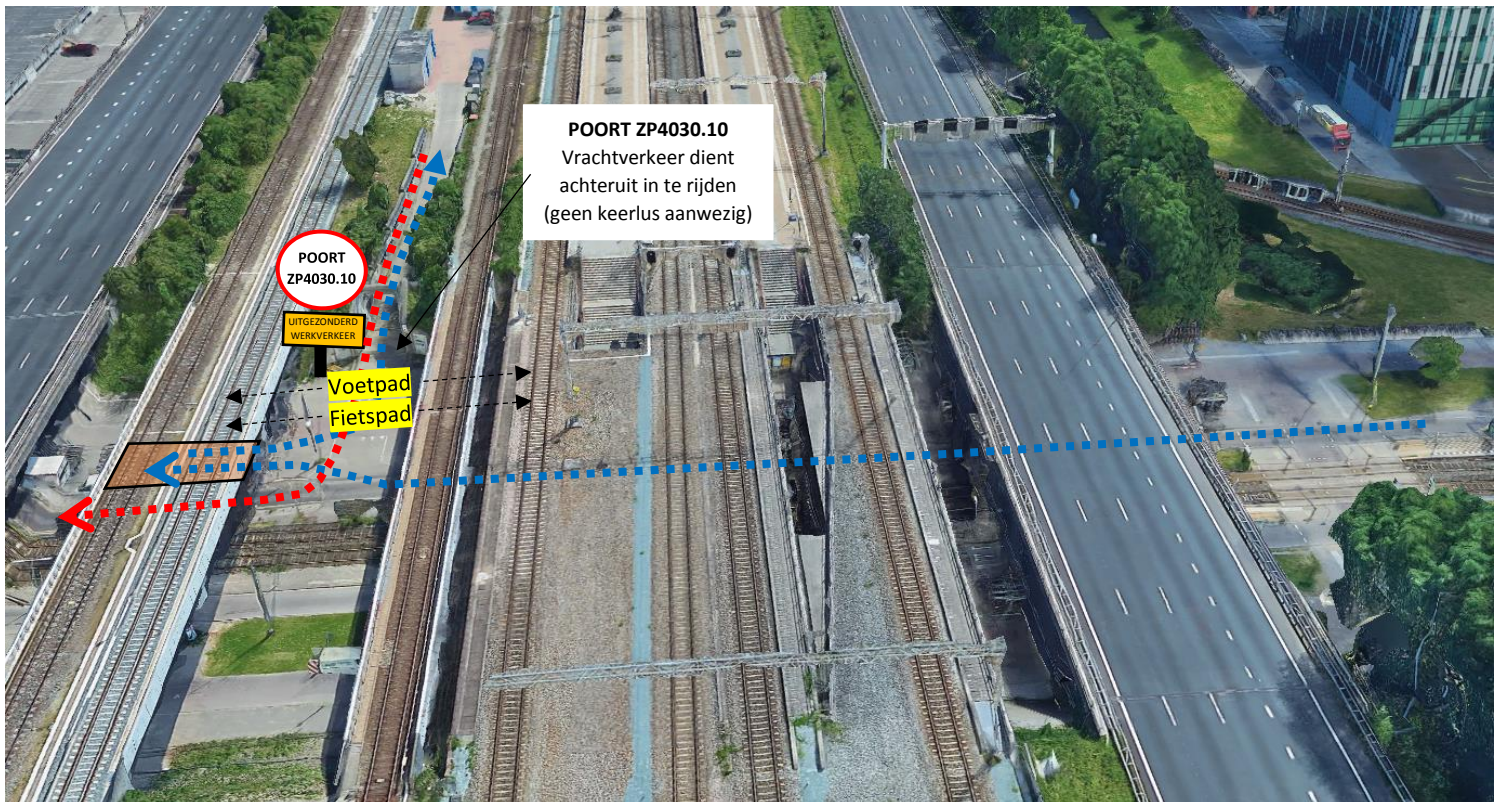 POORT ZP4030.10
Vrachtverkeer dient
achteruit in te rijden
(geen keerlus aanwezig)
POORT
ZP4030.10
UITGEZONDERD
WERKVERKEER
Voetpad
Fietspad